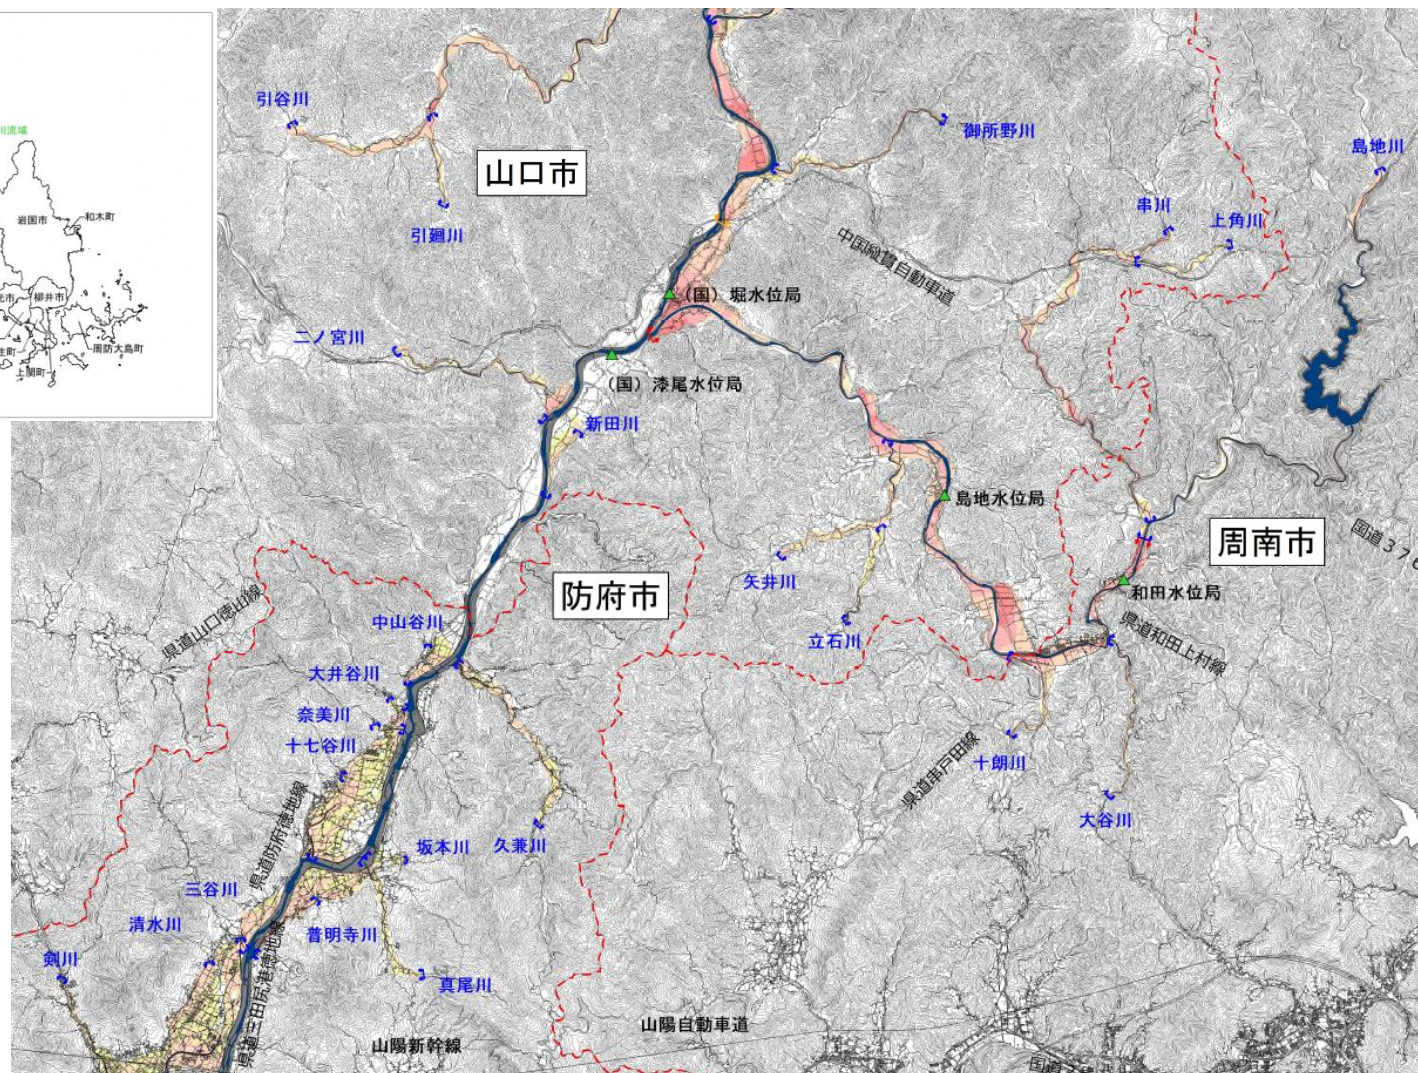 川流域
岩国市
和木町
光市
柳井市
周防大島町
上関町
引谷川
山口市
御所野川
島地川
引廻川
串川
上角川
中国縦貫自動車道
(国) 堀水位局
二ノ宮川
(国) 漆尾水位局
新田川
島地水位局
周南市
国道376
矢井川
防府市
和田水位局
県道山口徳山線
中山谷川
立石川
県道和田上村線
大井谷川
奈美川
十七谷川
十朗川
県道串戸田線
大谷川
県道防府徳地線
坂本川
久兼川
三谷川
清水川
普明寺川
剣川
県道三田尻港徳地線
真尾川
山陽自動車道
山陽新幹線
国道2